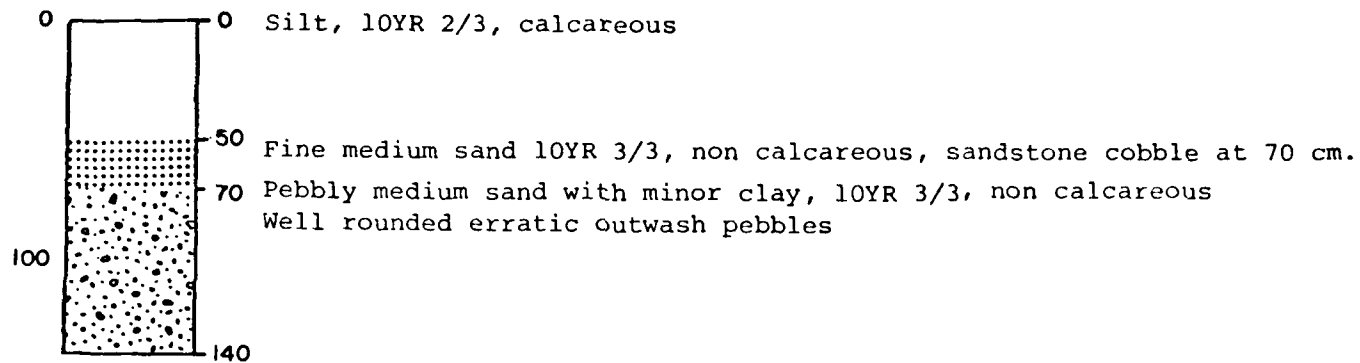 0 0 Silt, 10YR 2/3, calcareous
50 Fine medium sand 10YR 3/3, non calcareous, sandstone cobble at 70 cm.
70 Pebbly medium sand with minor clay, 10YR 3/3, non calcareous
Well rounded erratic outwash pebbles
100
140